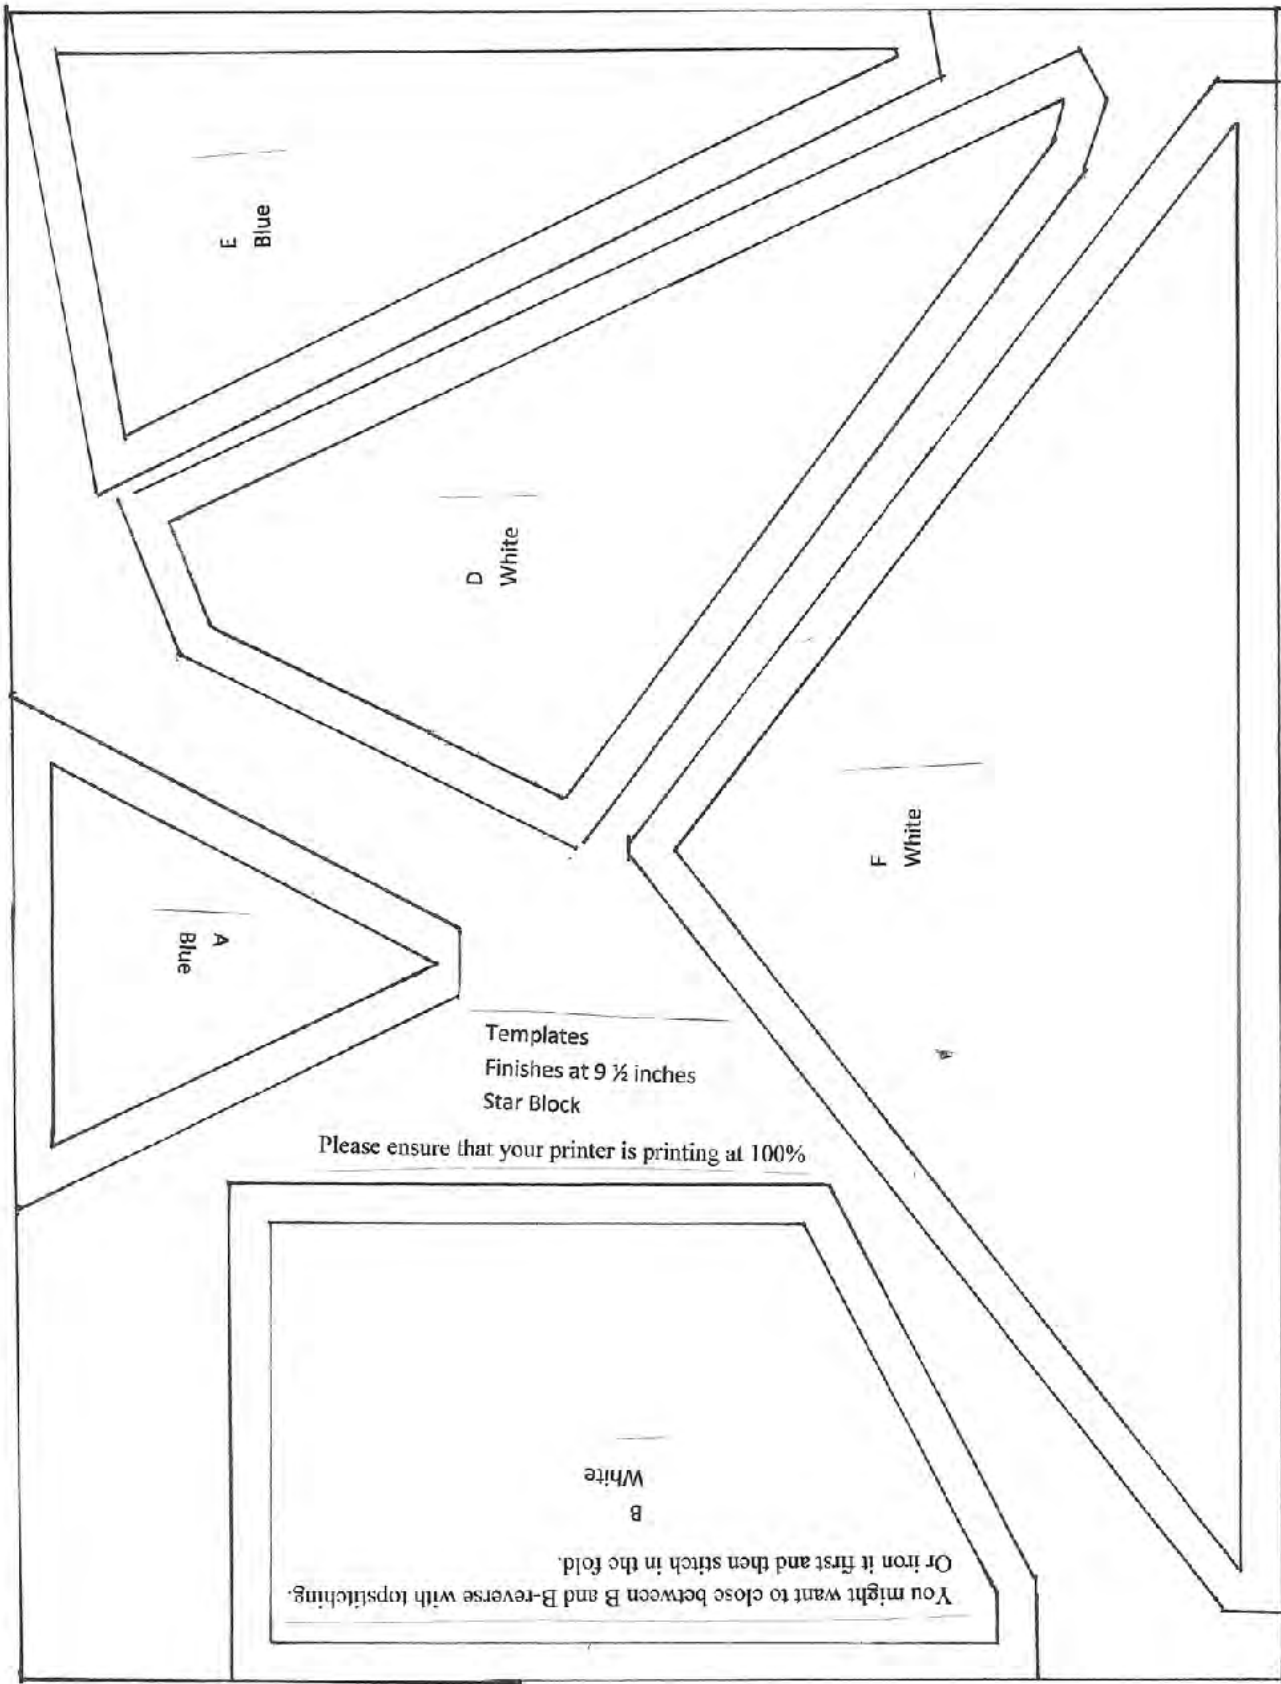 E
Blue
D
White
F
White
A
Blue
Templates
Finishes at 9 ½ inches
Star Block
Please ensure that your printer is printing at 100%
You might want to close between B and B-reverse with topstitching.
Or iron it first and then stitch in the fold.
B
White